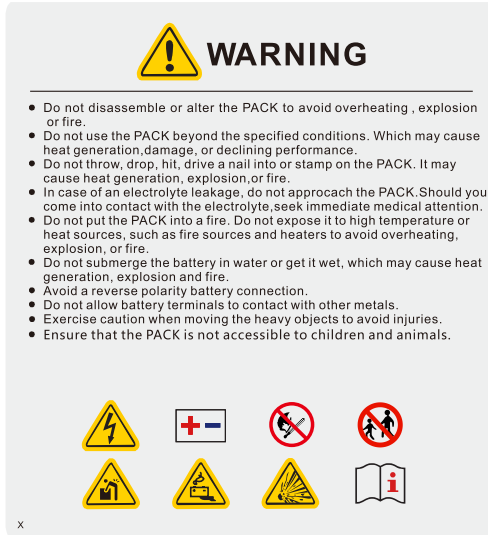 WARNING
Do not disassemble or alter the PACK to avoid overheating , explosion
or fire.
Do not use the PACK beyond the specified conditions. Which may cause
heat generation,damage, or declining performance.
Do not throw, drop, hit, drive a nail into or stamp on the PACK. It may
cause heat generation, explosion,or fire.
In case of an electrolyte leakage, do not approcach the PACK.Should you
come into contact with the electrolyte,seek immediate medical attention.
Do not put the PACK into a fire. Do not expose it to high temperature or
heat sources, such as fire sources and heaters to avoid overheating,
explosion, or fire.
Do not submerge the battery in water or get it wet, which may cause heat
generation, explosion and fire.
Avoid a reverse polarity battery connection.
Do not allow battery terminals to contact with other metals.
Exercise caution when moving the heavy objects to avoid injuries.
Ensure that the PACK is not accessible to children and animals.
X